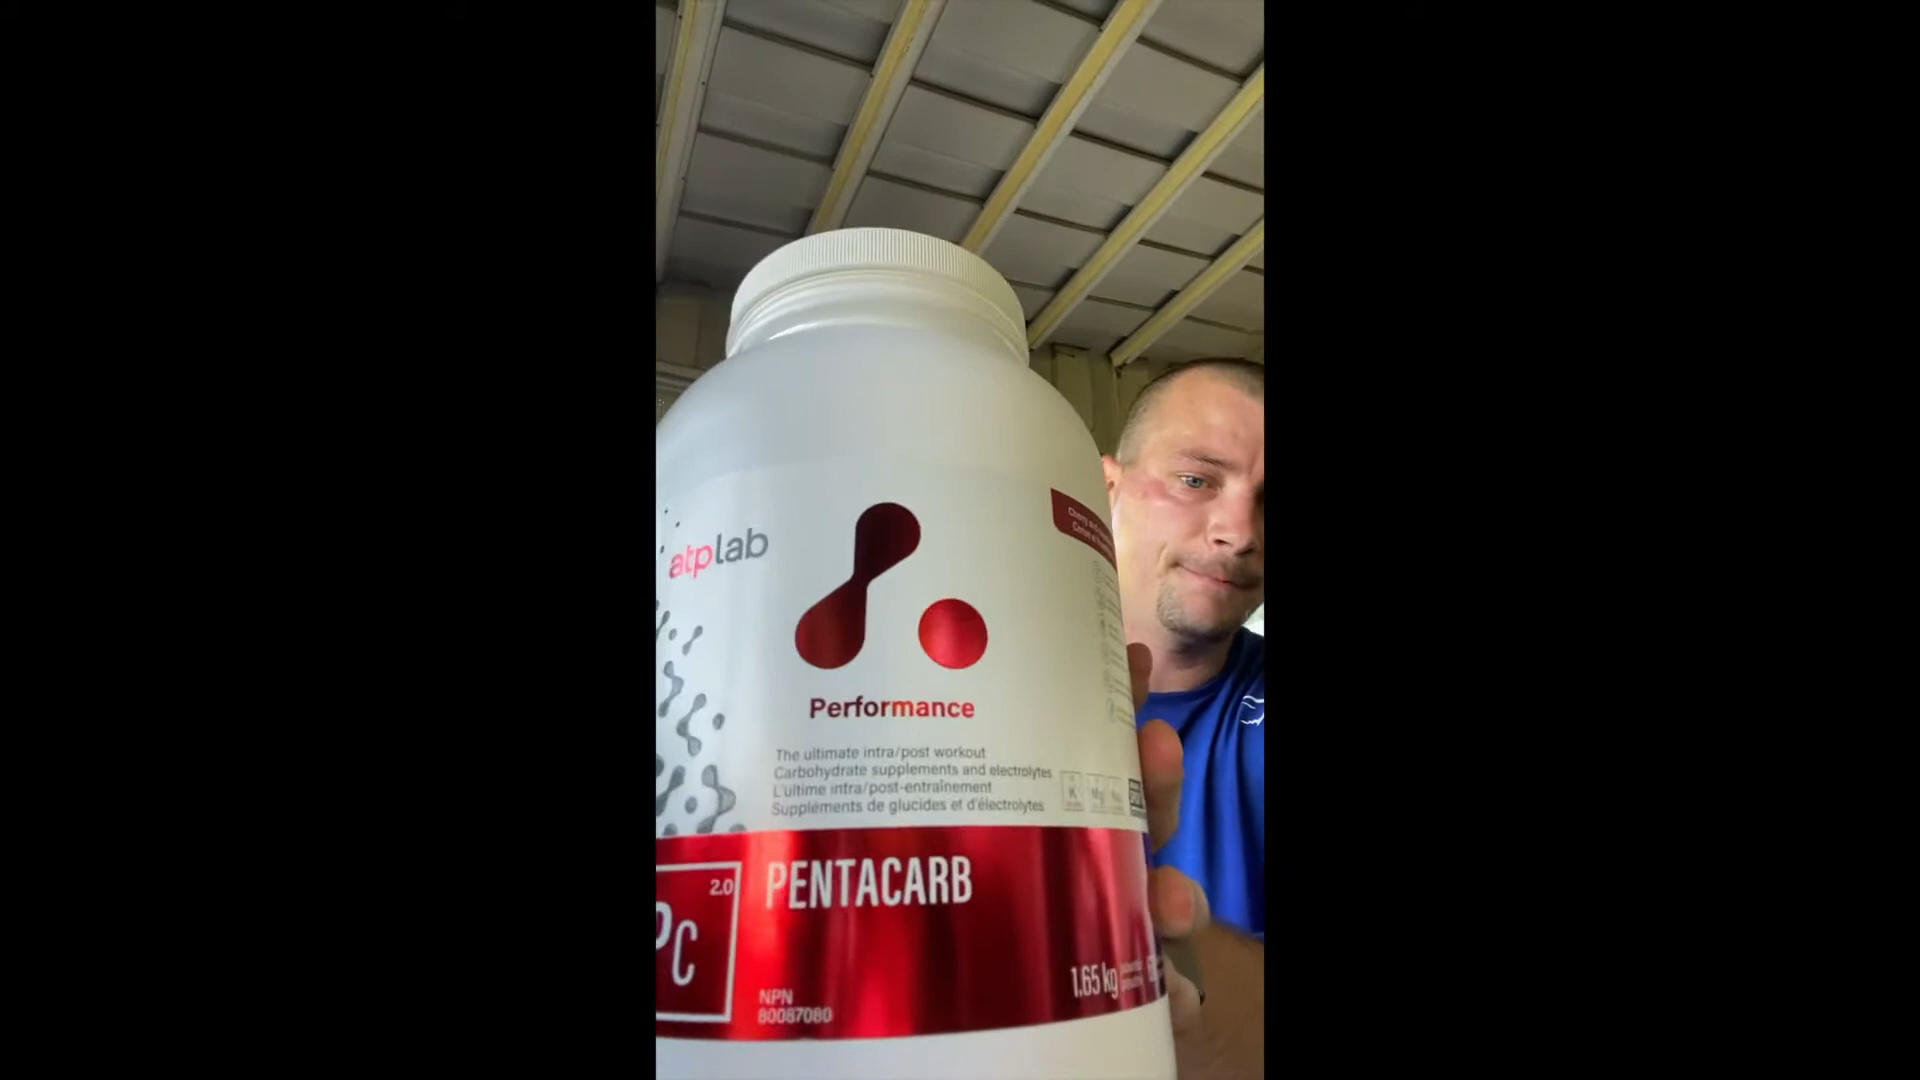 atplab
Performance
The ultimate intra/post workout
Carbohydrate supplements and electrolytes
L'ultime intra/post-entraînement
Suppléments de glucides et d'électrolytes
K
Mg
2.0
PC
PENTACARB
1.65 kg
NPN
80087080